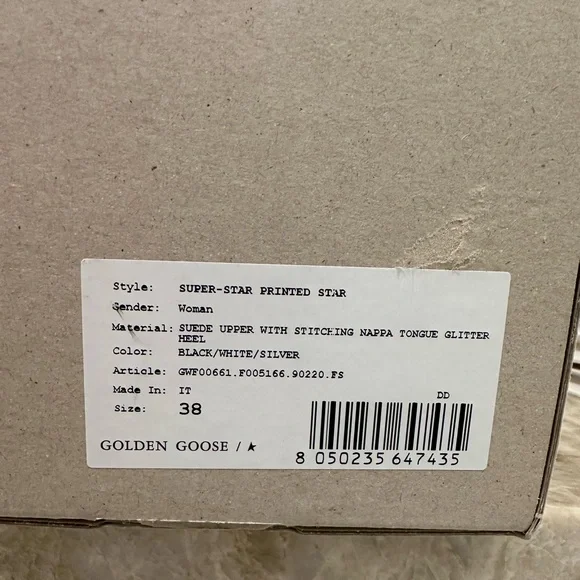 Style: SUPER-STAR PRINTED STAR
Gender: Woman
Material: SUEDE UPPER WITH STITCHING NAPPA TONGUE GLITTER
HEEL
Color: BLACK/WHITE/SILVER
Article: GWF00661.F005166.90220.FS
Made In: IT
DD
Size: 38
GOLDEN GOOSE /
8 050235 647435